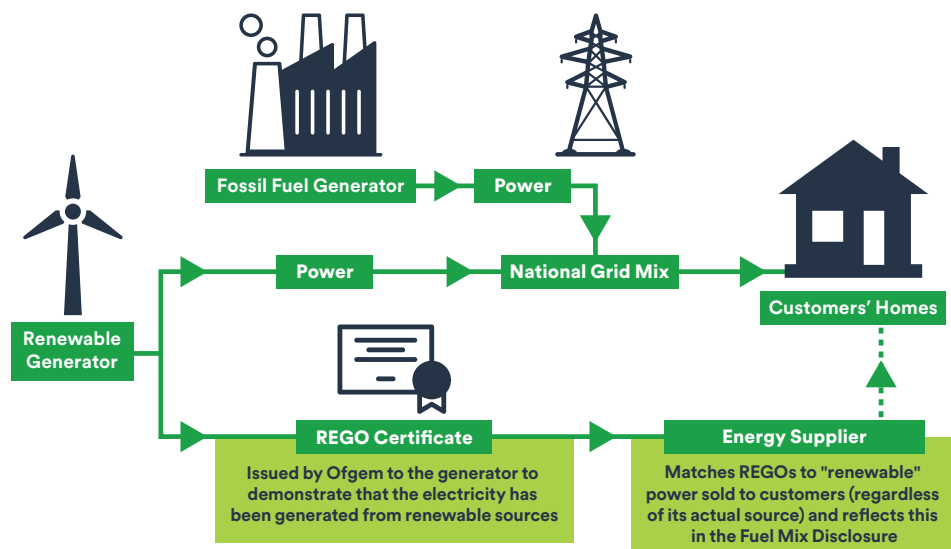 Fossil Fuel Generator
Power
Power
National Grid Mix
Customers' Homes
Renewable
Generator
REGO Certificate
Issued by Ofgem to the generator to
demonstrate that the electricity has
been generated from renewable sources
Energy Supplier
Matches REGOs to "renewable"
power sold to customers (regardless
of its actual source) and reflects this
in the Fuel Mix Disclosure